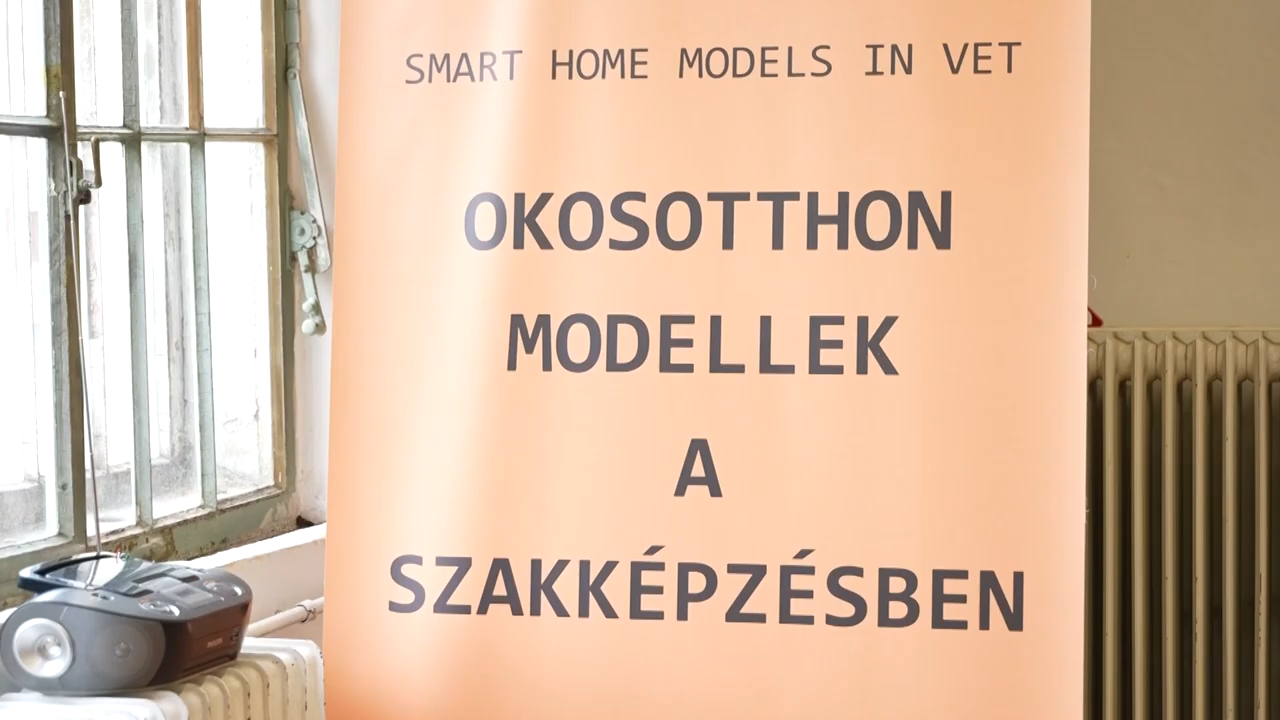 SMART HOME MODELS IN VET
OKOSOTTHON
MODELLEK
A
SZAKKÉPZÉSBEN